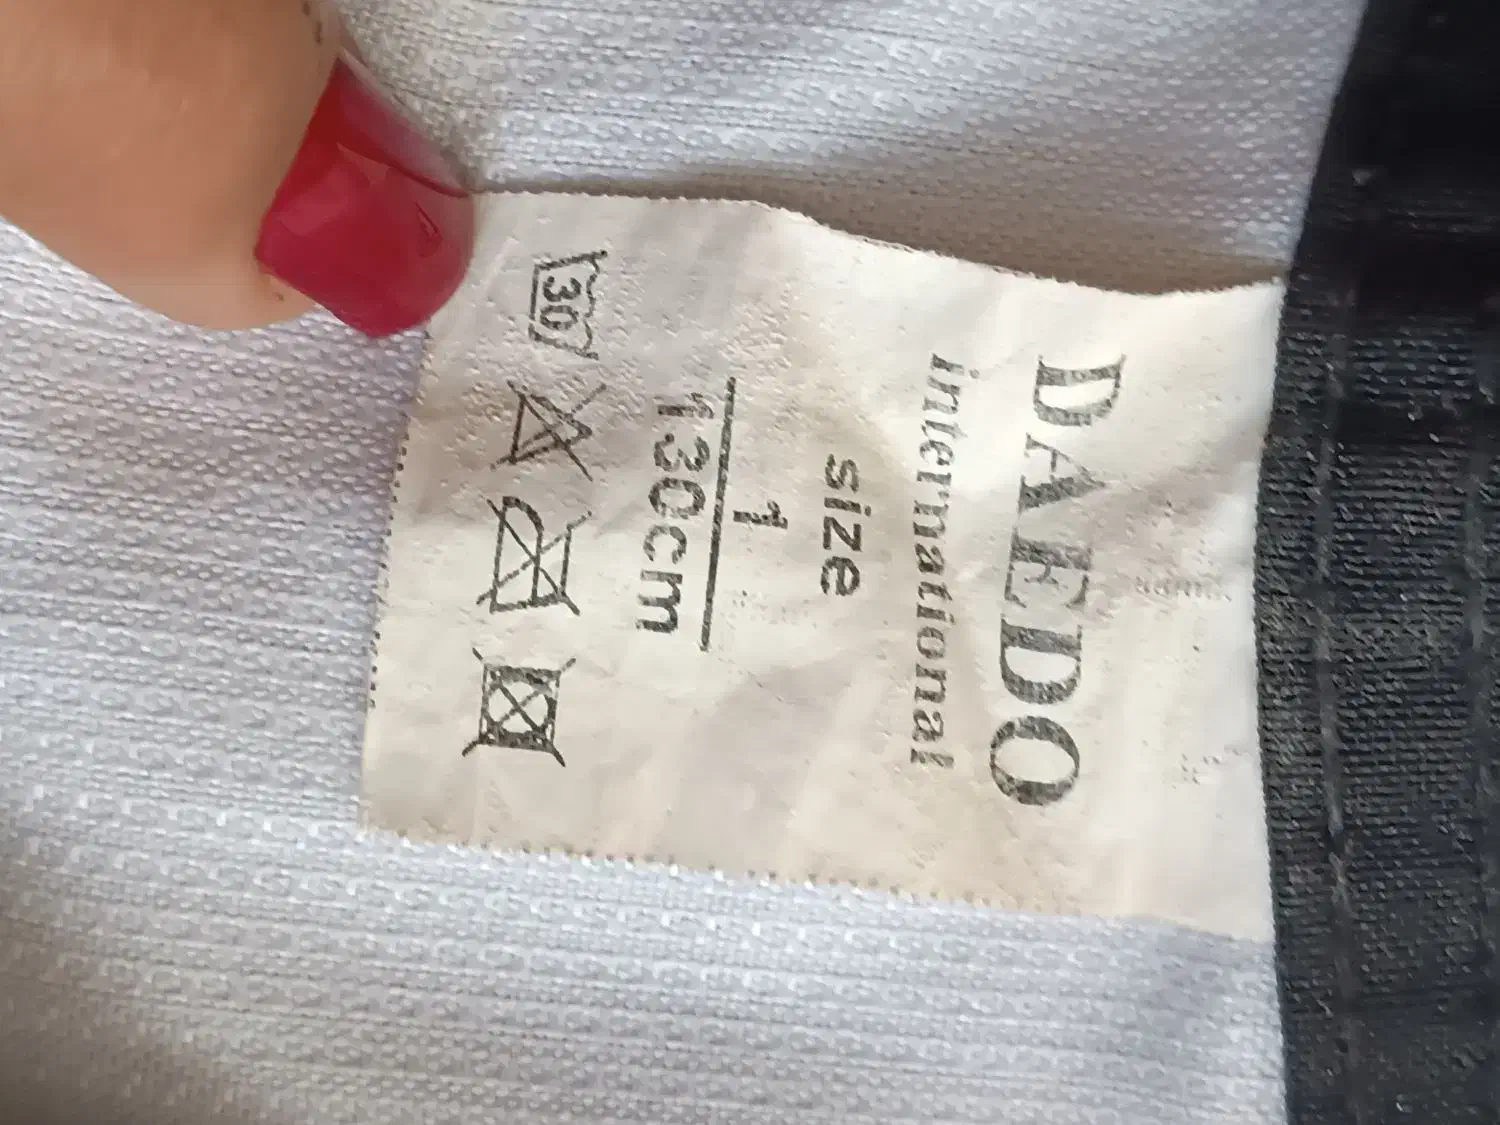 DAEDO
international
size
1
130cm
30